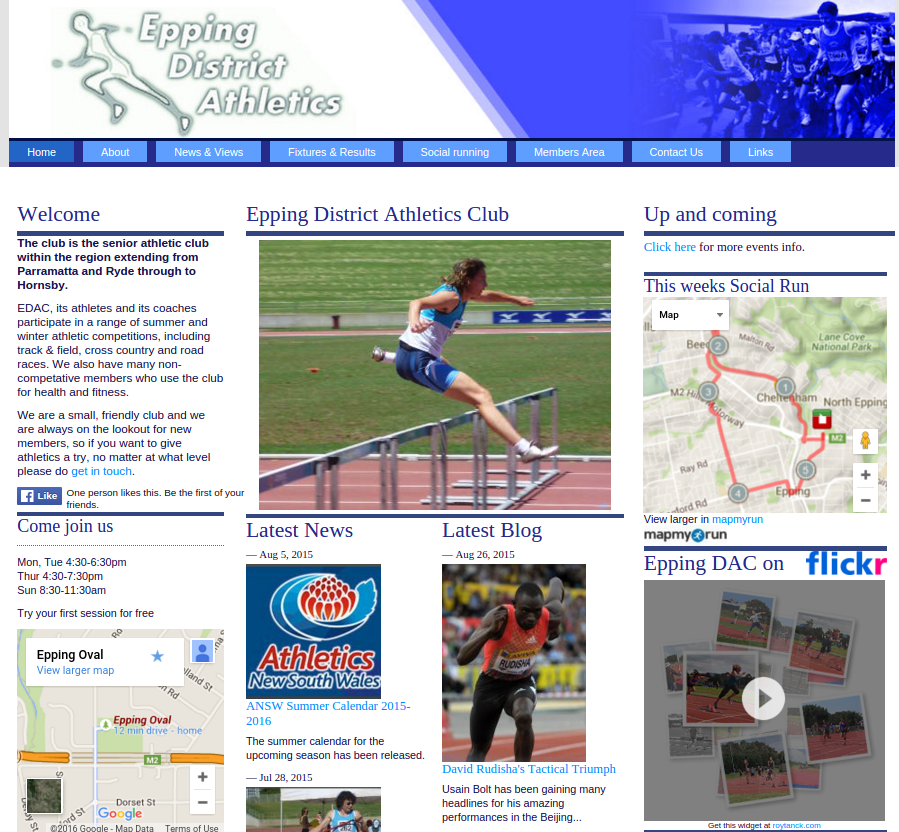 Epping
District
Athletics
Home
About
News & Views
Fixtures & Results
Social running
Members Area
Contact Us
Links
Welcome
The club is the senior athletic club
within the region extending from
Parramatta and Ryde through to
Hornsby.
EDAC, its athletes and its coaches
participate in a range of summer and
winter athletic competitions, including
track & field, cross country and road
races. We also have many non-
competative members who use the club
for health and fitness.
We are a small, friendly club and we
are always on the lookout for new
members, so if you want to give
athletics a try, no matter at what level
please do get in touch.
Like
One person likes this. Be the first of your
friends.
Come join us
Mon, Tue 4:30-6:30pm
Thur 4:30-7:30pm
Sun 8:30-11:30am
Try your first session for free
Epping Oval
View larger map
Epping Oval
12 min drive - home
M2
Dorset St
Google
©2016 Google - Map Data
Terms of Use
Epping District Athletics Club
Latest News
— Aug 5, 2015
Athletics
New South Wales
ANSW Summer Calendar 2015-
2016
The summer calendar for the
upcoming season has been released.
— Jul 28, 2015
Latest Blog
— Aug 26, 2015
RUDISHA
David Rudisha's Tactical Triumph
Usain Bolt has been gaining many
headlines for his amazing
performances in the Beijing...
Up and coming
Click here for more events info.
This weeks Social Run
Map
Malton Rd
Lane Cove
National Park
2
Beec
3
1
M2 Hills Motorway
Cheltenham
North Epping
M2
Ray Rd
5
4
Epping
View larger in mapmyrun
mapmyrun
Epping DAC on
flickr
Get this widget at roytanck.com